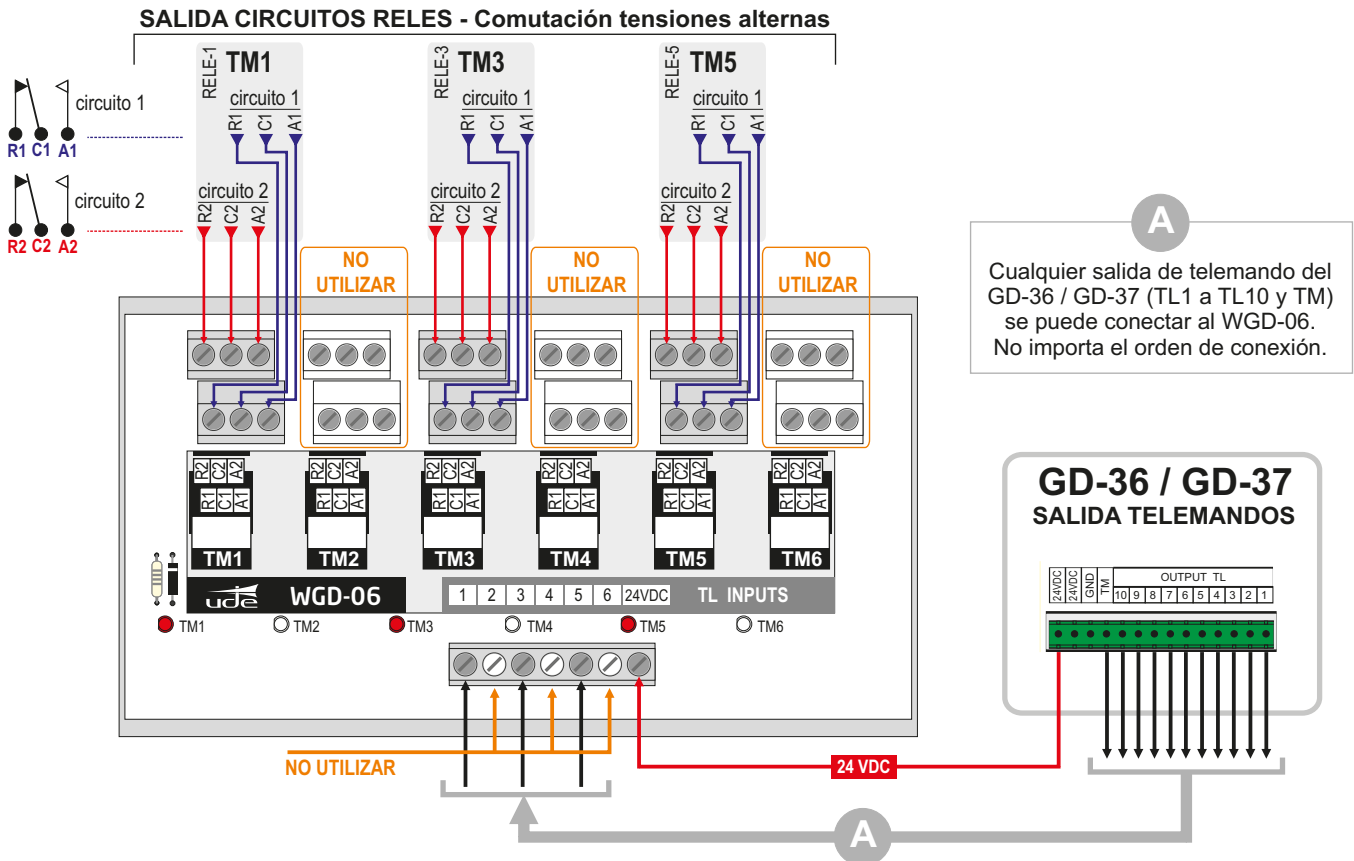 SALIDA CIRCUITOS RELES - Comutación tensiones alternas
RELE-1
TM1
circuito 1
R1 C1 A1
circuito 2
R2 C2 A2
RELE-3
TM3
circuito 1
R1 C1 A1
circuito 2
R2 C2 A2
RELE-5
TM5
circuito 1
R1 C1 A1
circuito 2
R2 C2 A2
circuito 1
R1 C1 A1
circuito 2
R2 C2 A2
NO
UTILIZAR
NO
UTILIZAR
NO
UTILIZAR
A
Cualquier salida de telemando del
GD-36 / GD-37 (TL1 a TL10 y TM)
se puede conectar al WGD-06.
No importa el orden de conexión.
R2 C2 A2
R1 C1 A1
TM1
R2 C2 A2
R1 C1 A1
TM2
R2 C2 A2
R1 C1 A1
TM3
R2 C2 A2
R1 C1 A1
TM4
R2 C2 A2
R1 C1 A1
TM5
R2 C2 A2
R1 C1 A1
TM6
ude WGD-06
1 2 3 4 5 6 24VDC TL INPUTS
TM1 TM2 TM3 TM4 TM5 TM6
NO UTILIZAR
24 VDC
GD-36 / GD-37
SALIDA TELEMANDOS
24VDC 24VDC GND TM
OUTPUT TL
10 9 8 7 6 5 4 3 2 1
A